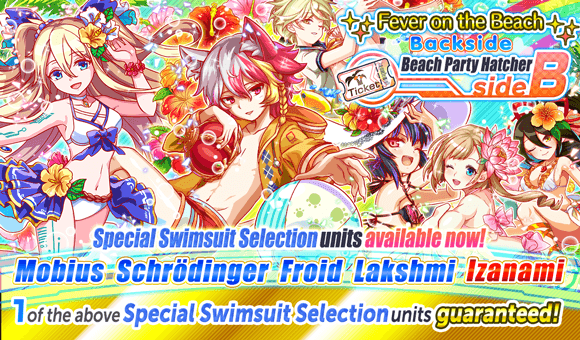 Fever on the Beach
Backside
Beach Party Hatcher
Ticket
side B
Special Swimsuit Selection units available now!
Mobius Schrödinger Froid Lakshmi Izanami
1 of the above Special Swimsuit Selection units guaranteed!